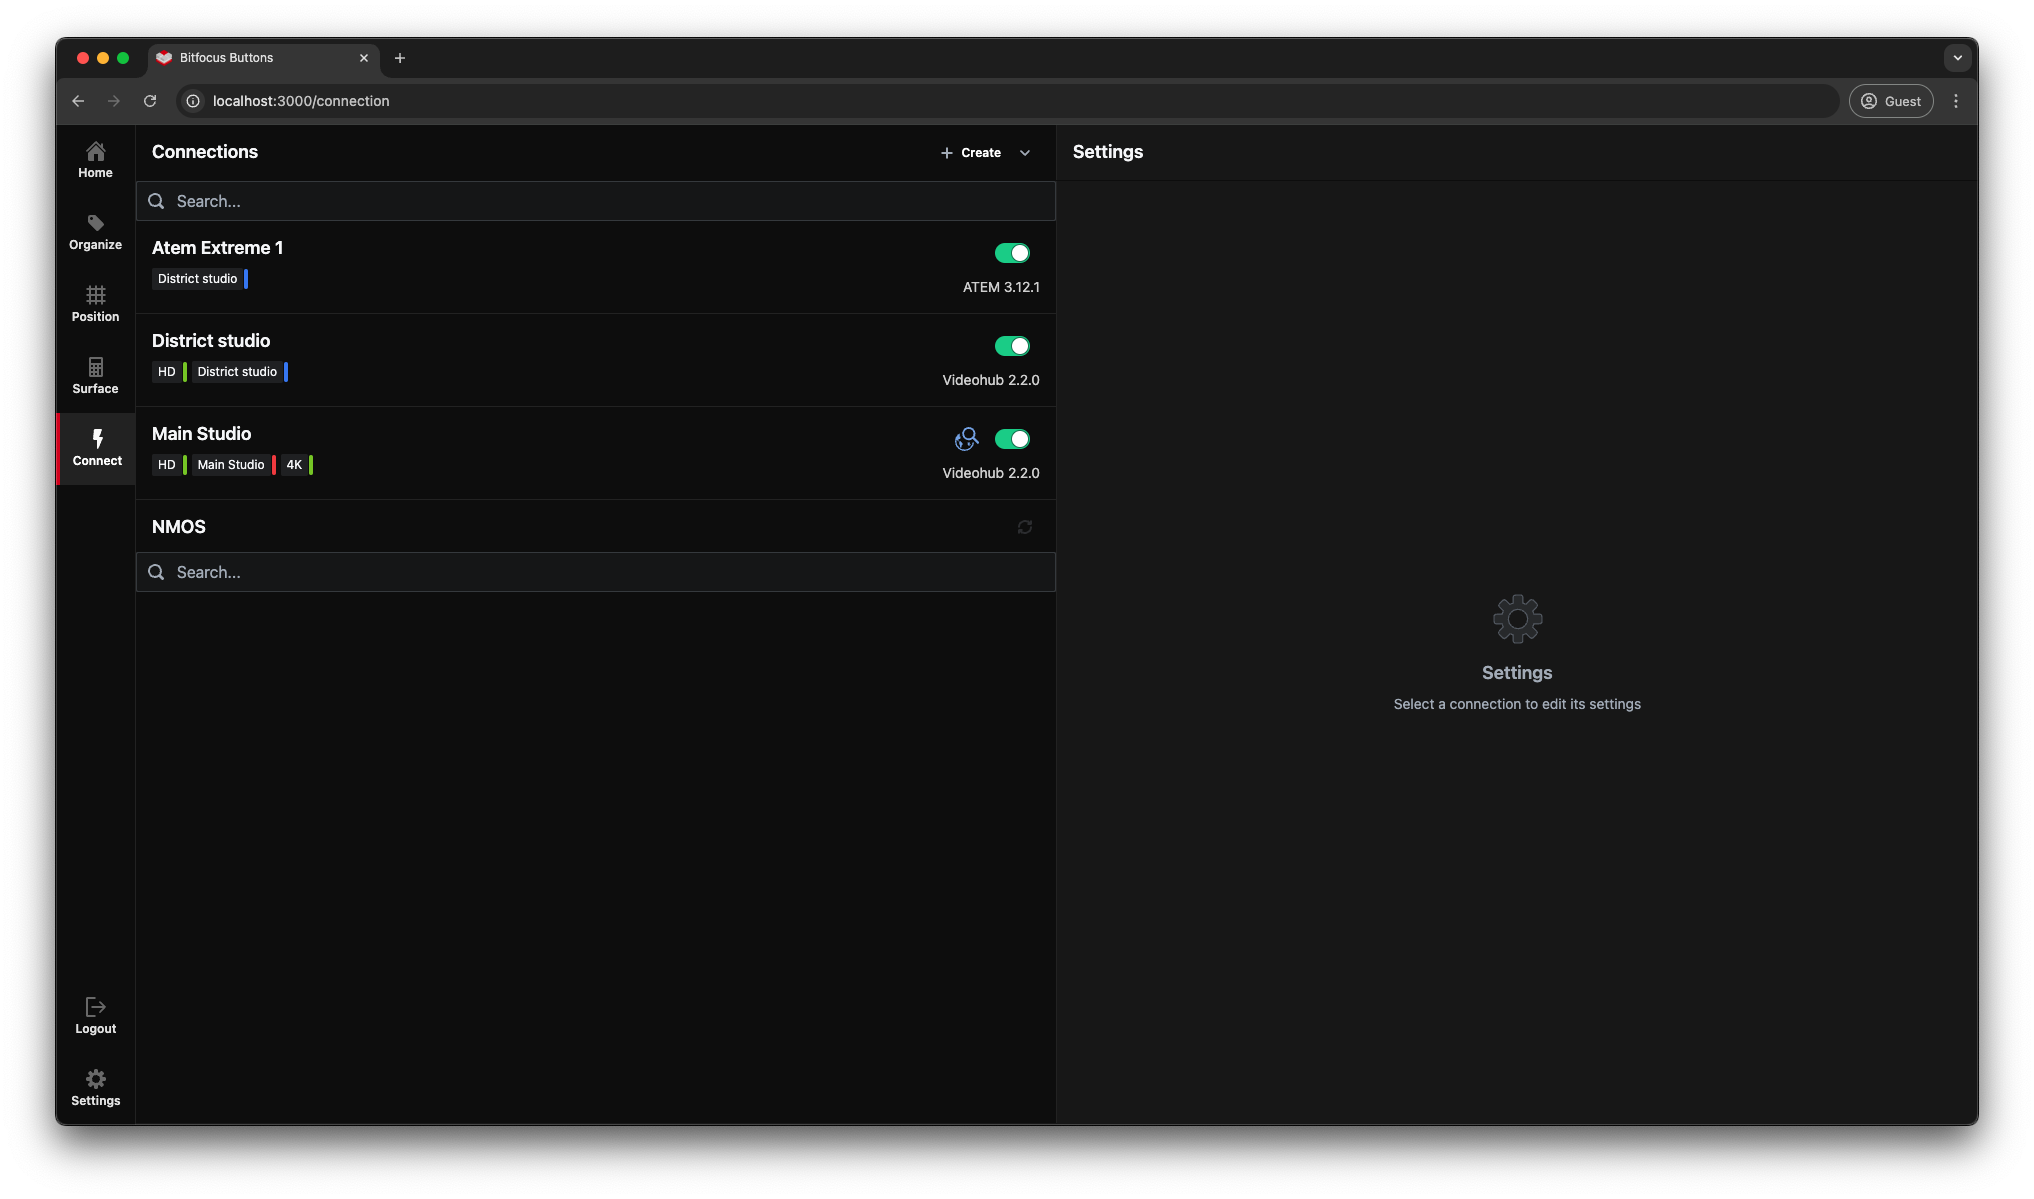 Bitfocus Buttons
localhost:3000/connection
Guest
Home
Organize
Position
Surface
Connect
Logout
Settings
Connections
Create
Search...
Atem Extreme 1
District studio
ATEM 3.12.1
District studio
HD District studio
Videohub 2.2.0
Main Studio
HD Main Studio 4K
Videohub 2.2.0
NMOS
Search...
Settings
Settings
Select a connection to edit its settings